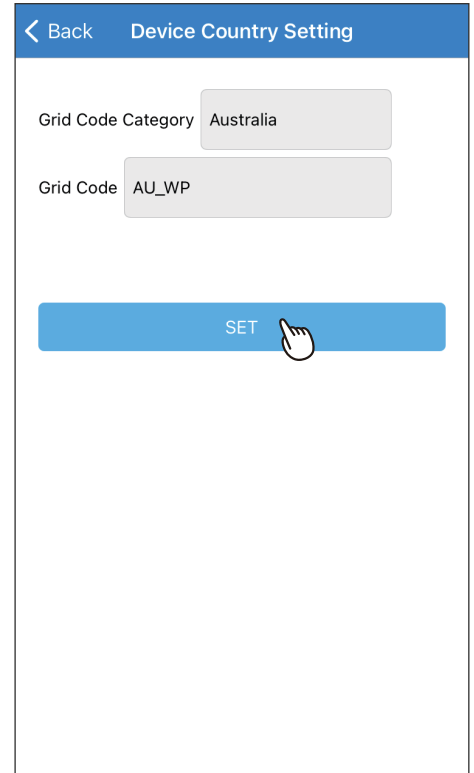 Back Device Country Setting
Grid Code Category Australia
Grid Code AU_WP
SET